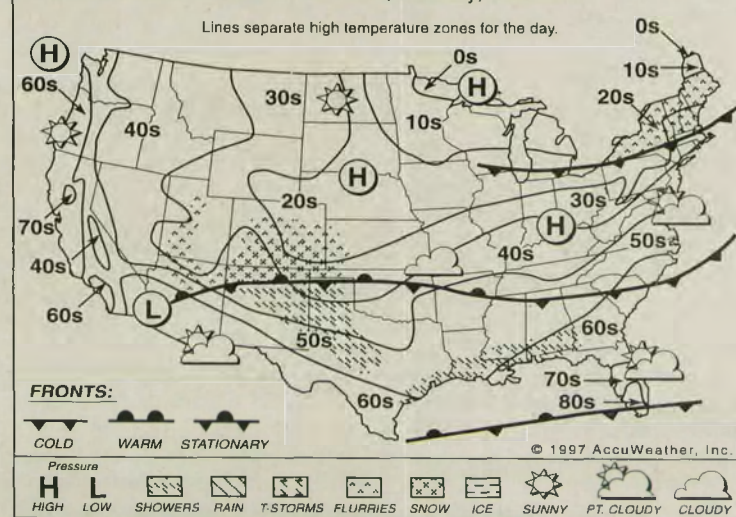 Lines separate high temperature zones for the day.
0s
10s
20s
0s
H
H
60s
30s
40s
10s
H
20s
30s
H
70s
50s
40s
40s
60s
L
60s
50s
70s
60s
80s
FRONTS:
COLD WARM STATIONARY
© 1997 AccuWeather, Inc.
Pressure
H L
HIGH LOW SHOWERS RAIN T-STORMS FLURRIES SNOW ICE SUNNY PT. CLOUDY CLOUDY